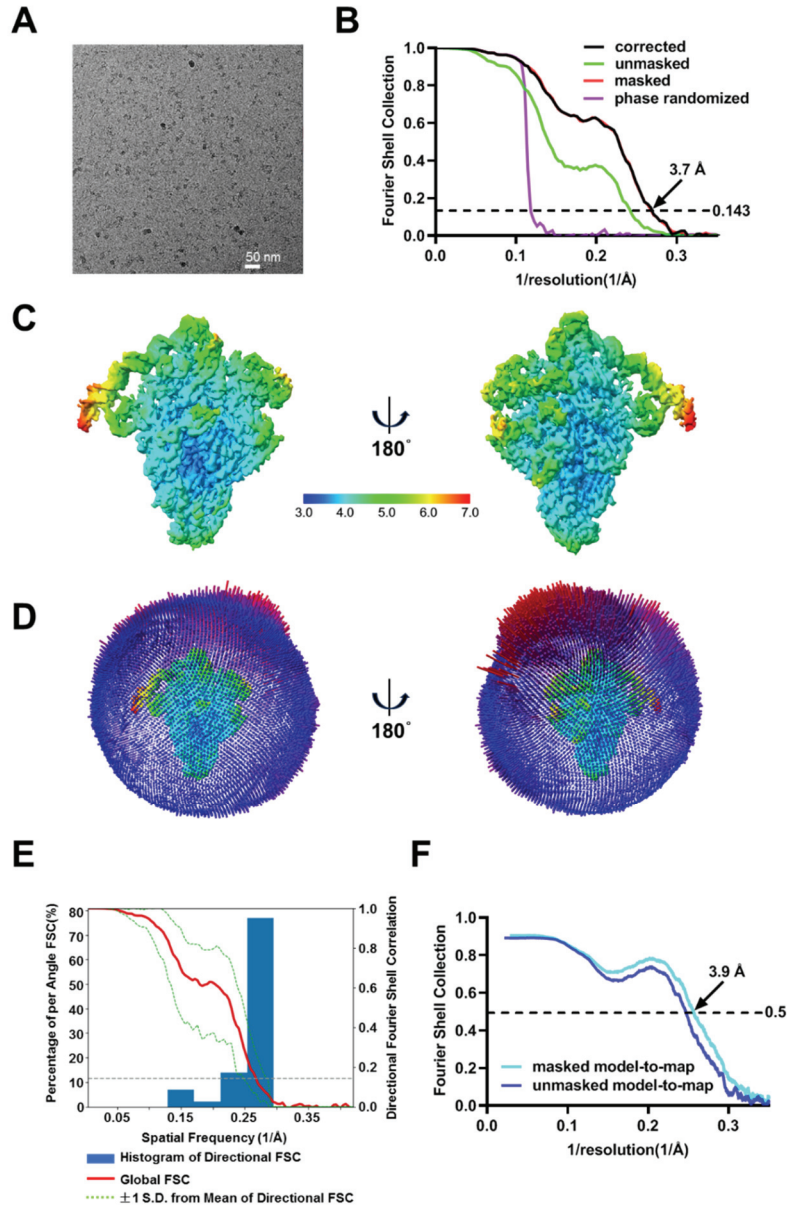 A
50 nm
B
Fourier Shell Collection
1.0
0.8
0.6
0.4
0.2
0.0
corrected
unmasked
masked
phase randomized
3.7 Å
0.143
0.0
0.1
0.2
0.3
1/resolution(1/Å)
C
180°
3.0 4.0 5.0 6.0 7.0
D
180°
E
Percentage of per Angle FSC(%)
80
70
60
50
40
30
20
10
0
1.0
0.8
0.6
0.4
0.2
0.0
Directional Fourier Shell Correlation
0.05 0.15 0.25 0.35
Spatial Frequency (1/Å)
Histogram of Directional FSC
Global FSC
±1 S.D. from Mean of Directional FSC
F
Fourier Shell Collection
1.0
0.8
0.6
0.4
0.2
0.0
3.9 Å
0.5
masked model-to-map
unmasked model-to-map
0.0 0.1 0.2 0.3
1/resolution(1/Å)